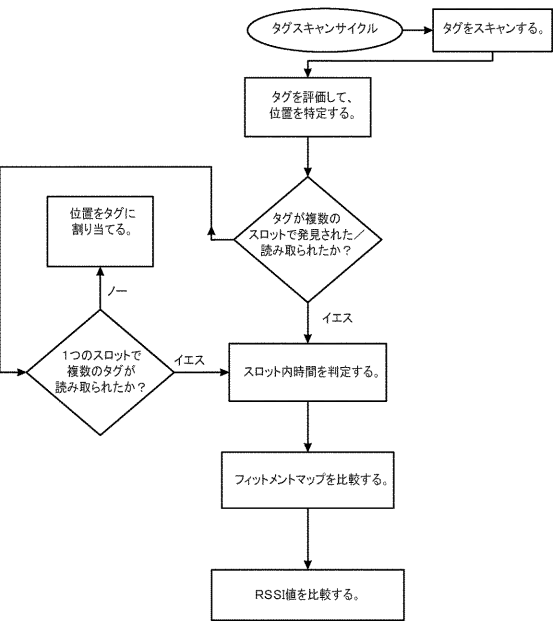 タグスキャンサイクル
タグをスキャンする。
タグを評価して、
位置を特定する。
タグが複数の
スロットで発見された／
読み取られたか？
位置をタグに
割り当てる。
ノー
イエス
1つのスロットで
複数のタグが
読み取られたか？
イエス
スロット内時間を判定する。
フィットメントマップを比較する。
RSSI値を比較する。